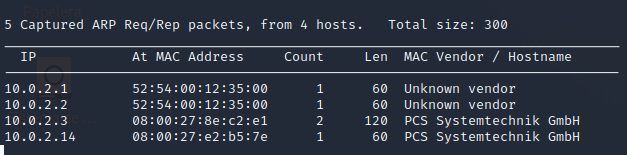 5 Captured ARP Req/Rep packets, from 4 hosts.   Total size: 300
IP            At MAC Address     Count     Len  MAC Vendor / Hostname
10.0.2.1        52:54:00:12:35:00      1      60  Unknown vendor
10.0.2.2        52:54:00:12:35:00      1      60  Unknown vendor
10.0.2.3        08:00:27:8e:c2:e1      2     120  PCS Systemtechnik GmbH
10.0.2.14       08:00:27:e2:b5:7e      1      60  PCS Systemtechnik GmbH